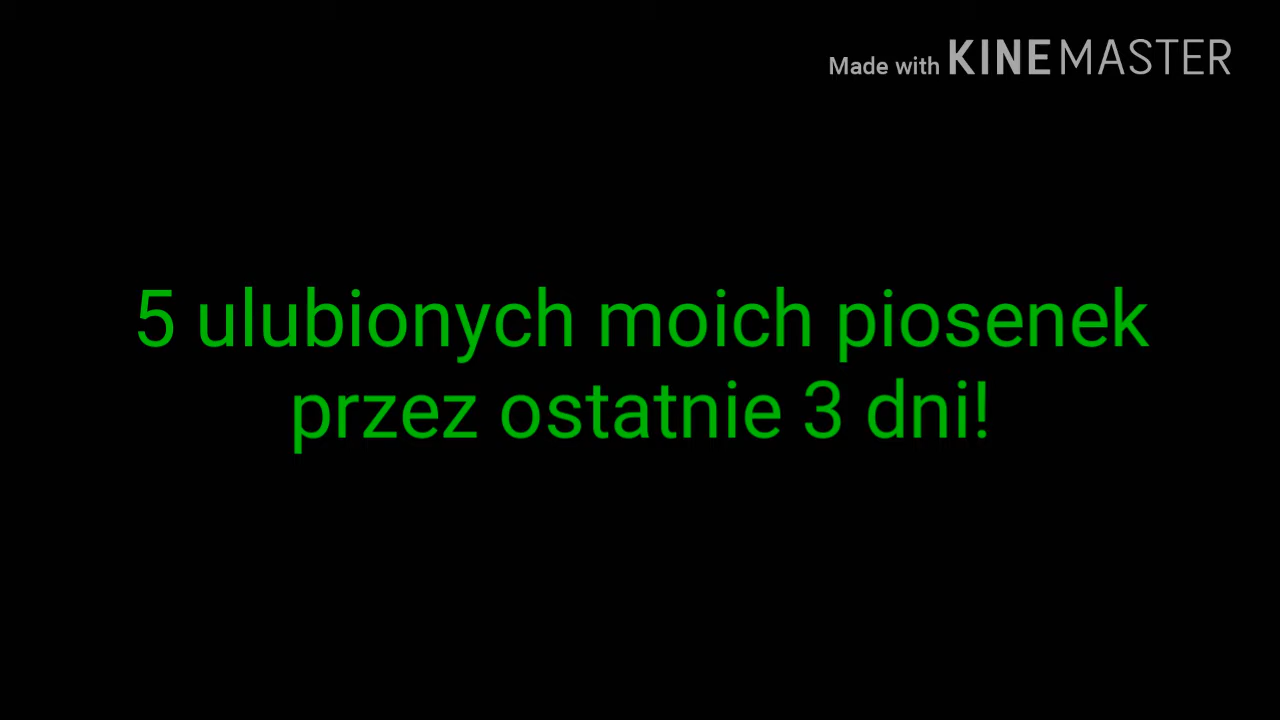 Made with KINEMASTER
5 ulubionych moich piosenek
przez ostatnie 3 dni!